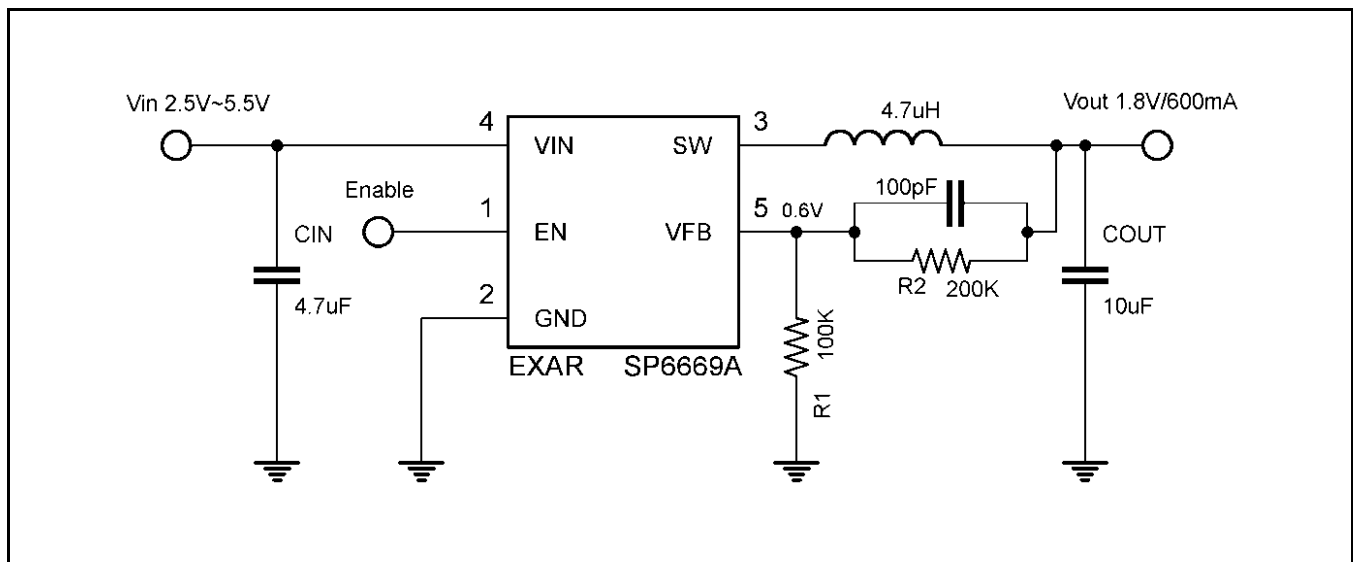 Vin 2.5V~5.5V
4
VIN
SW
3
4.7uH
Vout 1.8V/600mA
Enable
1
EN
VFB
5
0.6V
100pF
CIN
4.7uF
R2
200K
COUT
10uF
2
GND
EXAR SP6669A
100K
R1